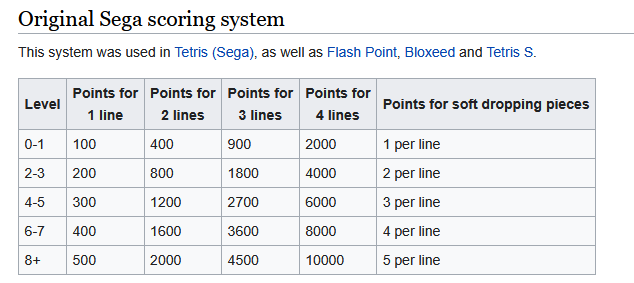 Original Sega scoring system
This system was used in Tetris (Sega), as well as Flash Point, Bloxeed and Tetris S.
Level Points for 1 line Points for 2 lines Points for 3 lines Points for 4 lines Points for soft dropping pieces
0-1 100 400 900 2000 1 per line
2-3 200 800 1800 4000 2 per line
4-5 300 1200 2700 6000 3 per line
6-7 400 1600 3600 8000 4 per line
8+ 500 2000 4500 10000 5 per line